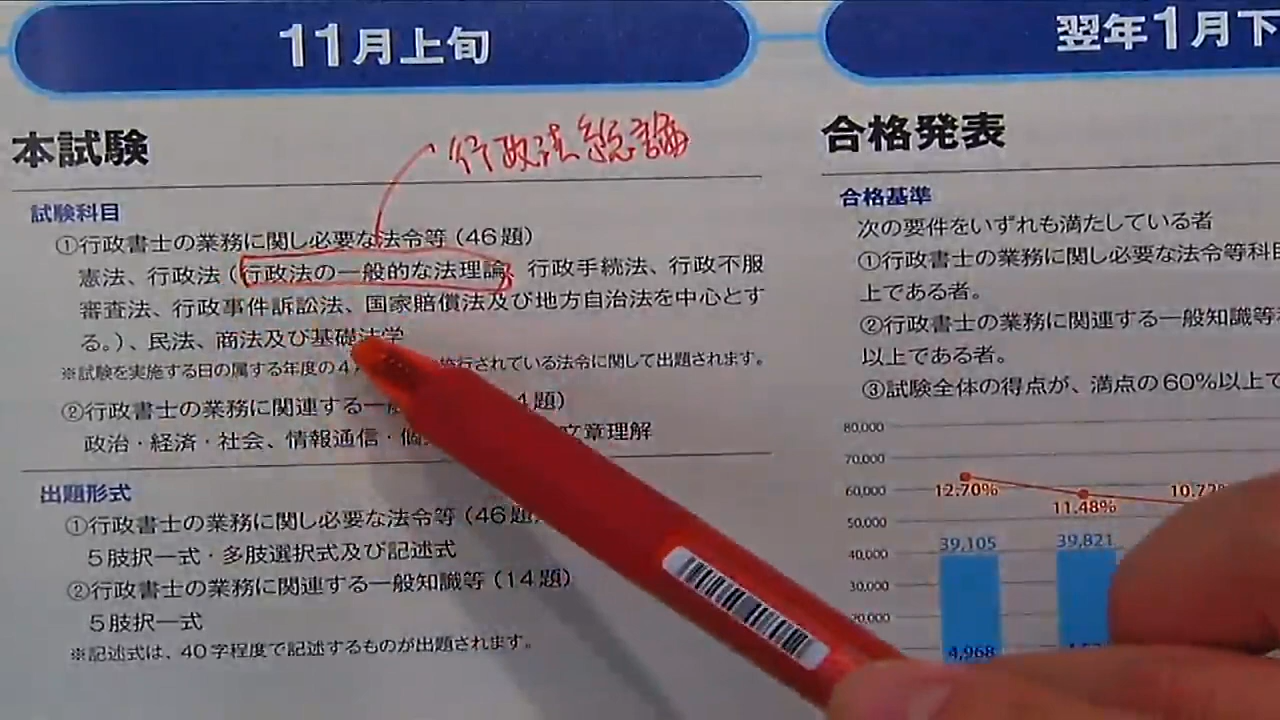 11月上旬
本試験
行政法総論
試験科目
①行政書士の業務に関し必要な法令等（46題）
憲法、行政法（行政法の一般的な法理論、行政手続法、行政不服
審査法、行政事件訴訟法、国家賠償法及び地方自治法を中心とす
る。）、民法、商法及び基礎法学
※試験を実施する日の属する年度の4月 施行されている法令に関して出題されます。
②行政書士の業務に関連する一般 4題）
政治・経済・社会、情報通信・個 文章理解
出題形式
①行政書士の業務に関し必要な法令等（46題
5肢択一式・多肢選択式及び記述式
②行政書士の業務に関連する一般知識等（14題）
5肢択一式
※記述式は、40字程度で記述するものが出題されます。
翌年1月下
合格発表
合格基準
次の要件をいずれも満たしている者
①行政書士の業務に関し必要な法令等科目
上である者。
②行政書士の業務に関連する一般知識等
以上である者。
③試験全体の得点が、満点の60％以上で
80,000
70,000
60,000
50,000
40,000
30,000
20,000
12.70%
11.48%
10.72%
39,105
39,821
4,968